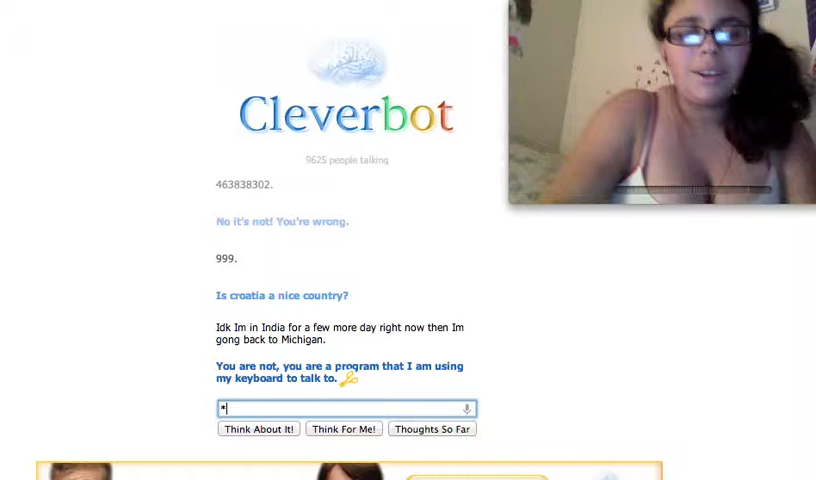 Cleverbot
9625 people talking
463838302.
No it's not! You're wrong.
999.
Is croatia a nice country?
Idk Im in India for a few more day right now then Im
gong back to Michigan.
You are not, you are a program that I am using
my keyboard to talk to.
*
Think About It! Think For Me! Thoughts So Far